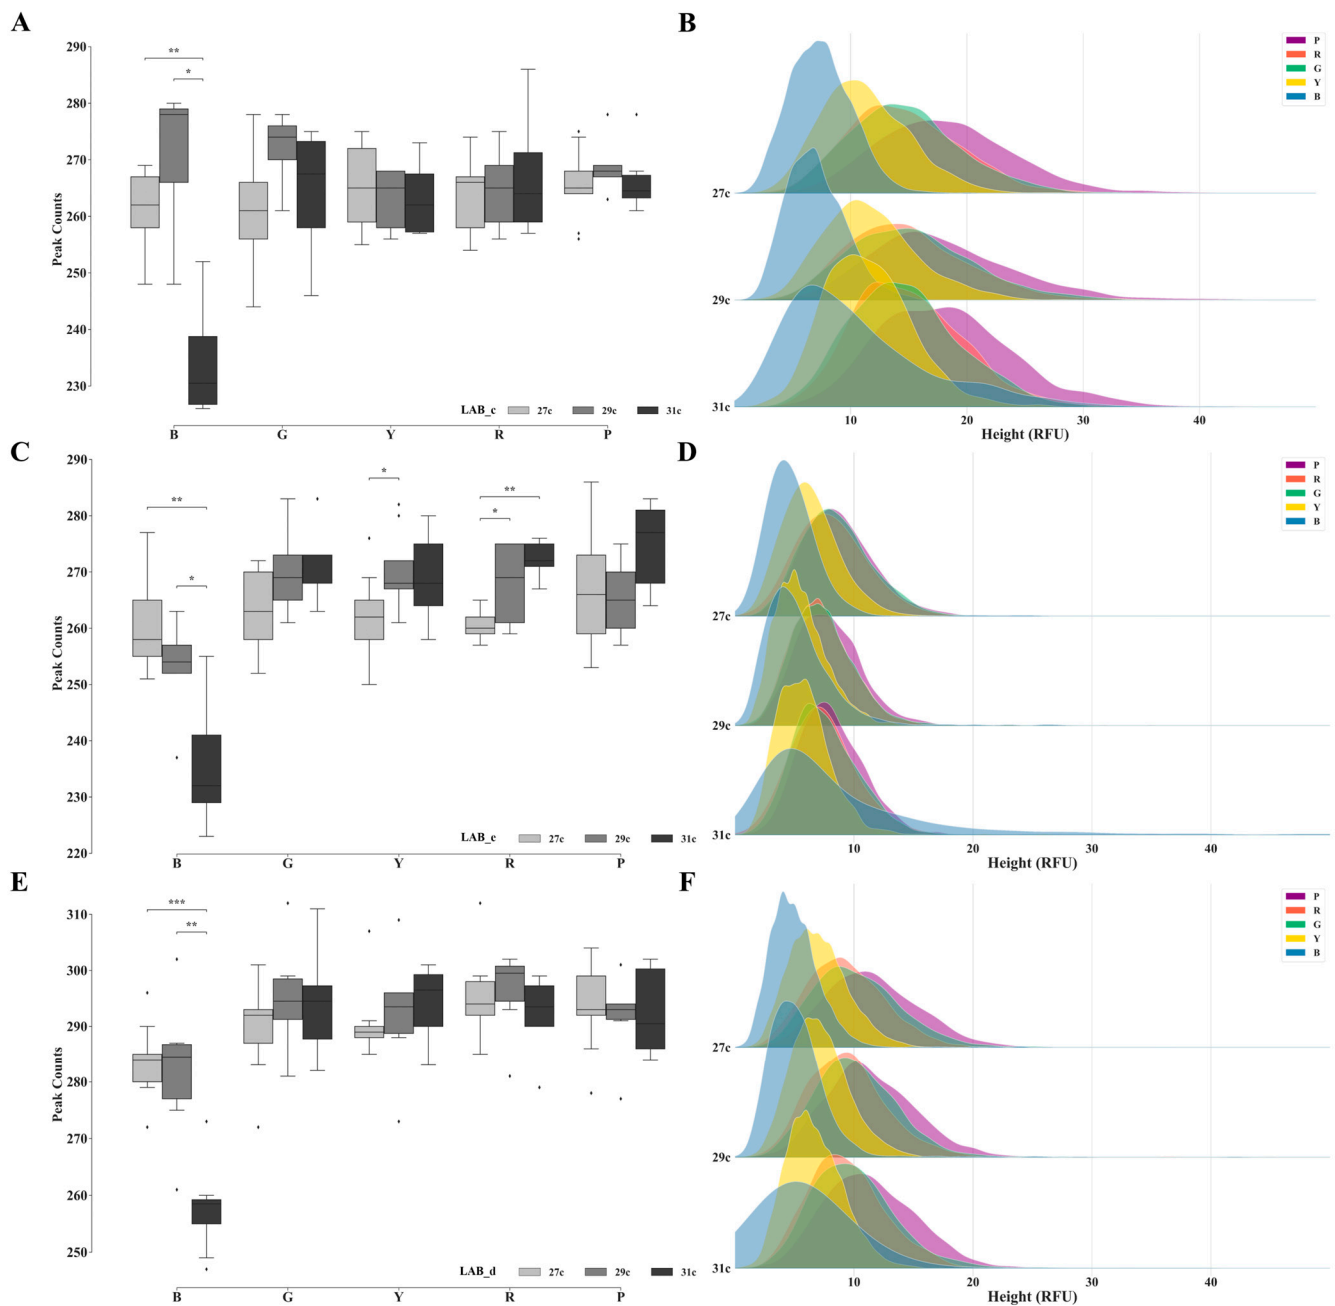 A
290
280
270
260
250
240
230
Peak Counts
** 
*
LAB_c 27c 29c 31c
B G Y R P
B
P
R
G
Y
B
27c
29c
31c
10 20 30 40
Height (RFU)
C
290
280
270
260
250
240
230
220
Peak Counts
**
*
*
**
*
LAB_e 27c 29c 31c
B G Y R P
D
P
R
G
Y
B
27c
29c
31c
10 20 30 40
Height (RFU)
E
310
300
290
280
270
260
250
Peak Counts
***
**
LAB_d 27c 29c 31c
B G Y R P
F
P
R
G
Y
B
27c
29c
31c
10 20 30 40
Height (RFU)